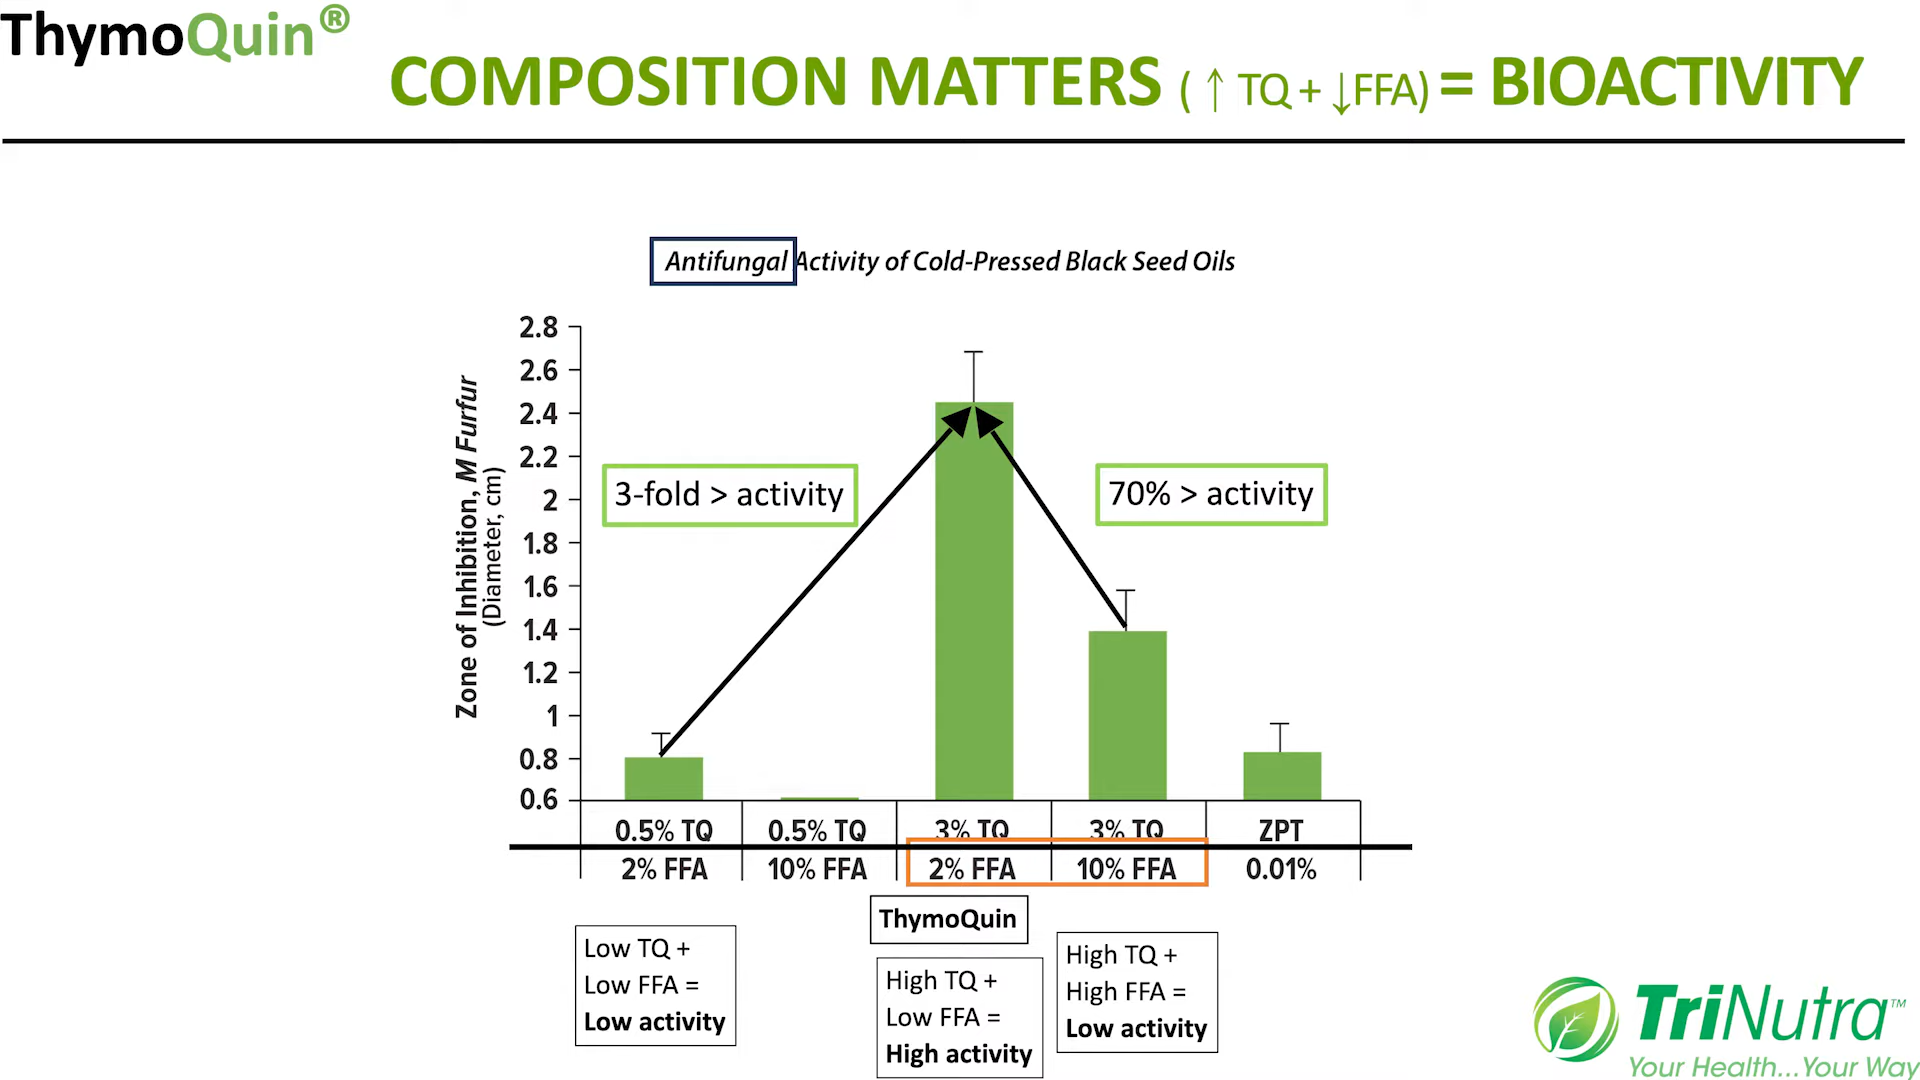 ThymoQuin®
COMPOSITION MATTERS ( ↑ TQ + ↓FFA) = BIOACTIVITY
Antifungal Activity of Cold-Pressed Black Seed Oils
Zone of Inhibition, M Furfur
(Diameter, cm)
2.8
2.6
2.4
2.2
2
1.8
1.6
1.4
1.2
1
0.8
0.6
3-fold > activity
70% > activity
0.5% TQ 0.5% TQ 3% TQ 3% TQ ZPT
2% FFA 10% FFA 2% FFA 10% FFA 0.01%
ThymoQuin
Low TQ +
Low FFA =
Low activity
High TQ +
Low FFA =
High activity
High TQ +
High FFA =
Low activity
TriNutra™
Your Health...Your Way